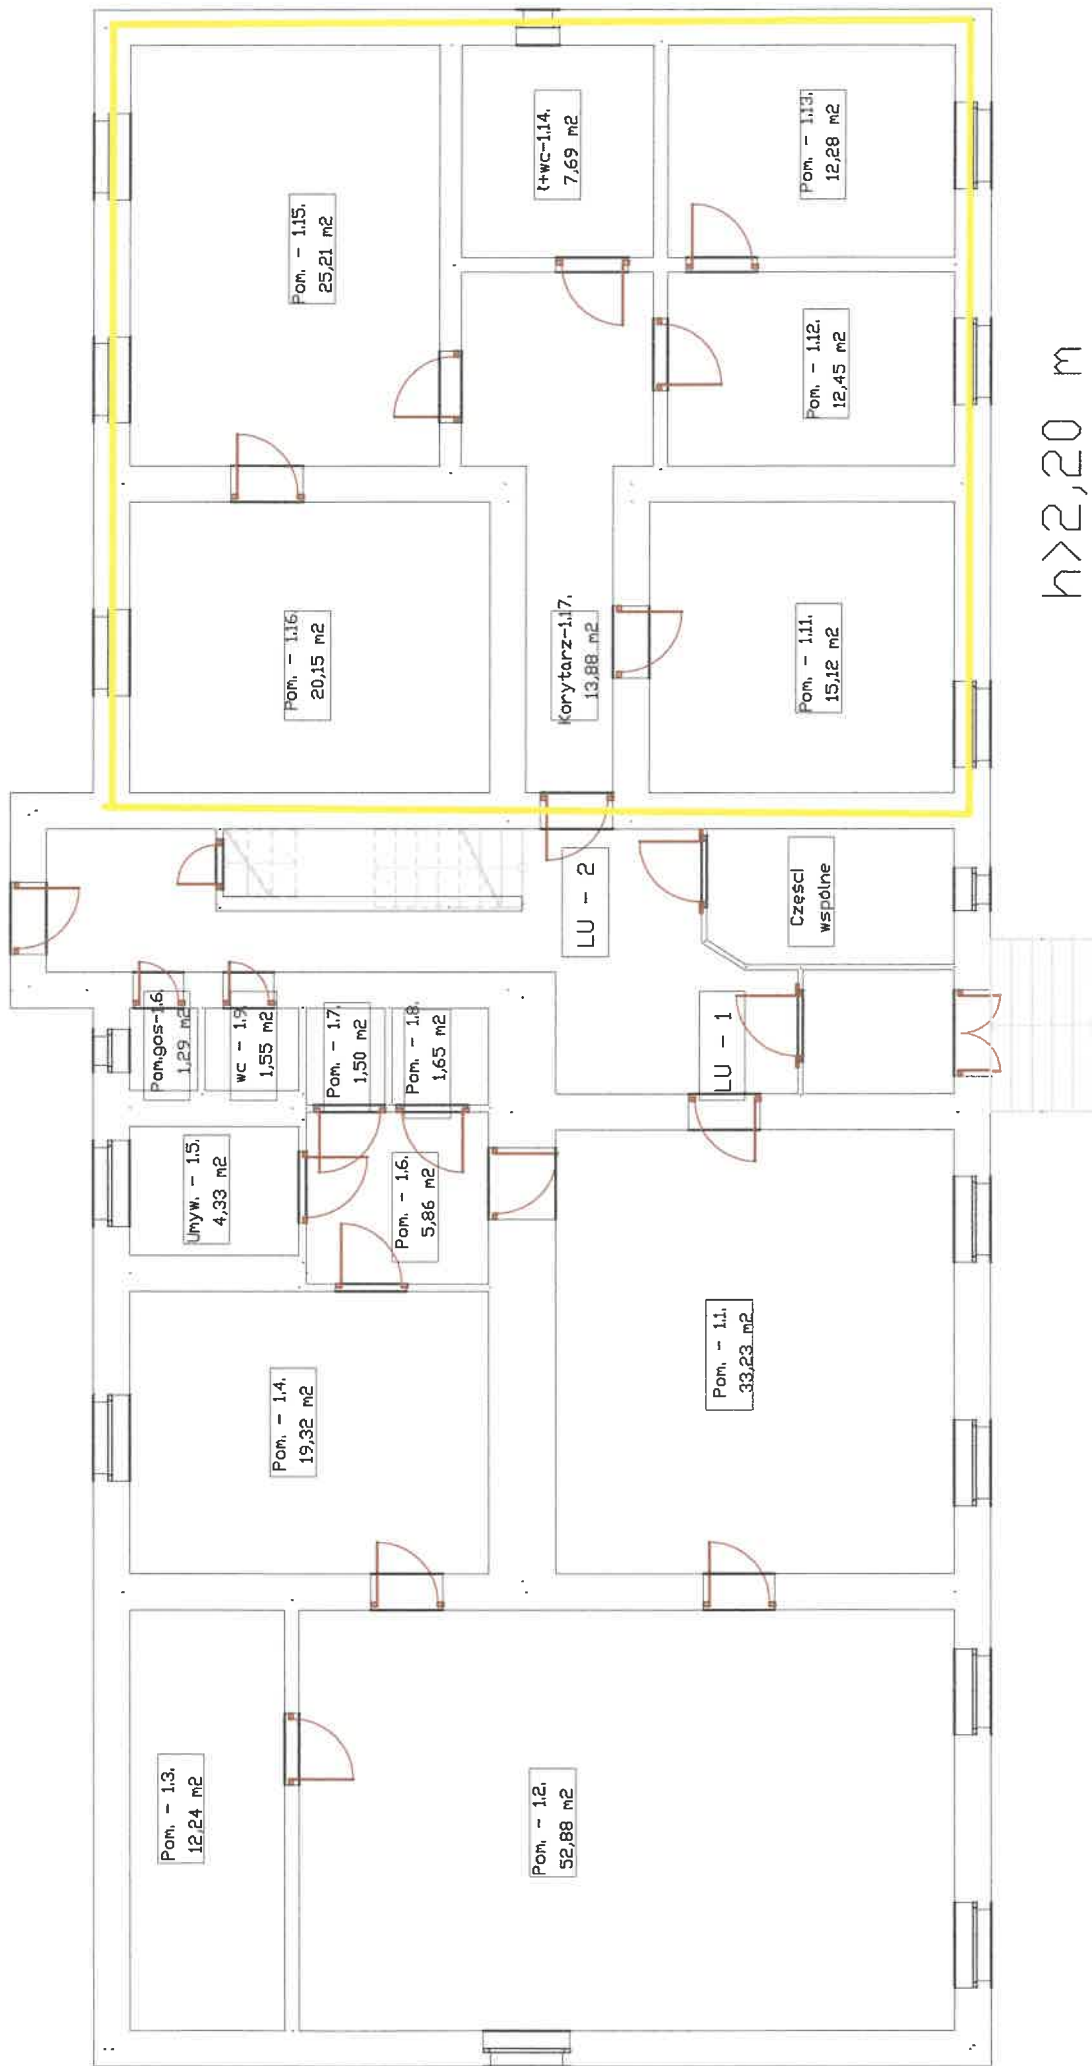 Pom. - 1.3.
12,24 m2
Pom. - 1.4.
19,32 m2
Umyw. - 1.5.
4,33 m2
Pom.gos-1.6.
1,29 m2
wc - 1.9.
1,55 m2
Pom. - 1.7.
1,50 m2
Pom. - 1.8.
1,65 m2
Pom. - 1.6.
5,86 m2
Pom. - 1.16.
20,15 m2
Pom. - 1.15.
25,21 m2
Pom. - 1.2.
52,88 m2
Pom. - 1.1.
33,23 m2
LU - 1
LU - 2
Części
wspólne
Korytarz-1.17.
13,88 m2
ł+wc-1.14.
7,69 m2
Pom. - 1.11.
15,12 m2
Pom. - 1.12.
12,45 m2
Pom. - 1.13.
12,28 m2
h>2,20 m